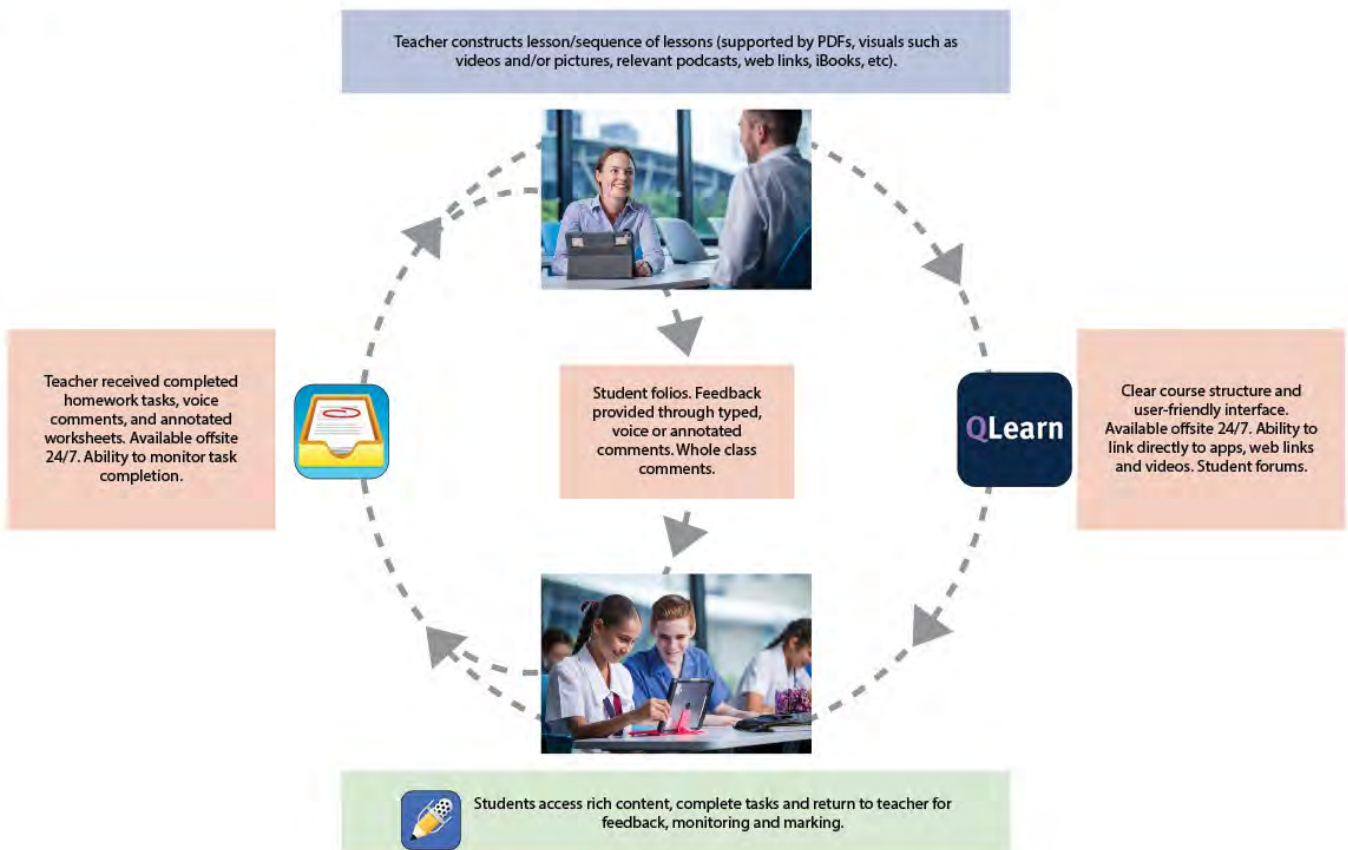 Teacher constructs lesson/sequence of lessons (supported by PDFs, visuals such as
videos and/or pictures, relevant podcasts, web links, iBooks, etc).
Teacher received completed
homework tasks, voice
comments, and annotated
worksheets. Available offsite
24/7. Ability to monitor task
completion.
Student folios. Feedback
provided through typed,
voice or annotated
comments. Whole class
comments.
QLearn
Clear course structure and
user-friendly interface.
Available offsite 24/7. Ability to
link directly to apps, web links
and videos. Student forums.
Students access rich content, complete tasks and return to teacher for
feedback, monitoring and marking.